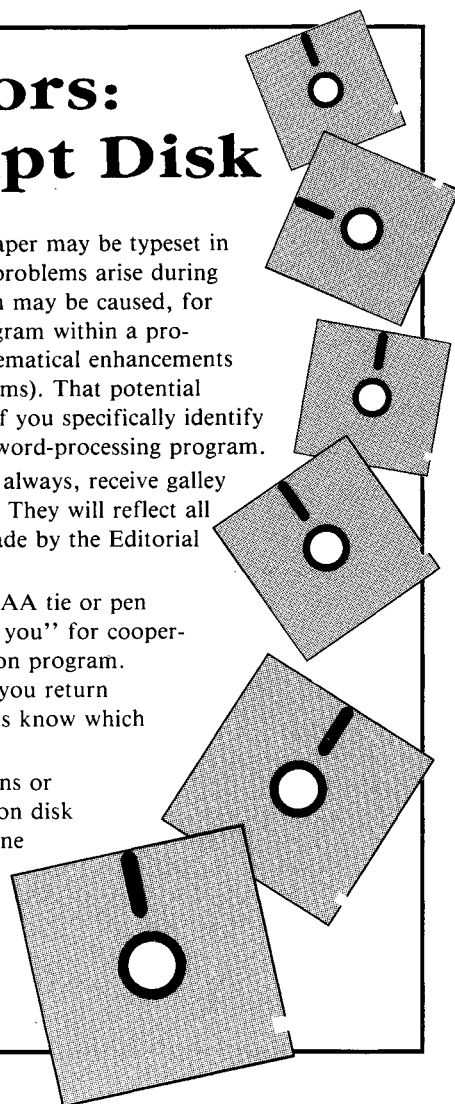 ors:
pt Disk
aper may be typeset in
problems arise during
n may be caused, for
gram within a pro-
ematical enhancements
ms). That potential
f you specifically identify
word-processing program.
always, receive galley
They will reflect all
ade by the Editorial
AA tie or pen
you” for cooper-
on program.
you return
s know which
ns or
on disk
ne